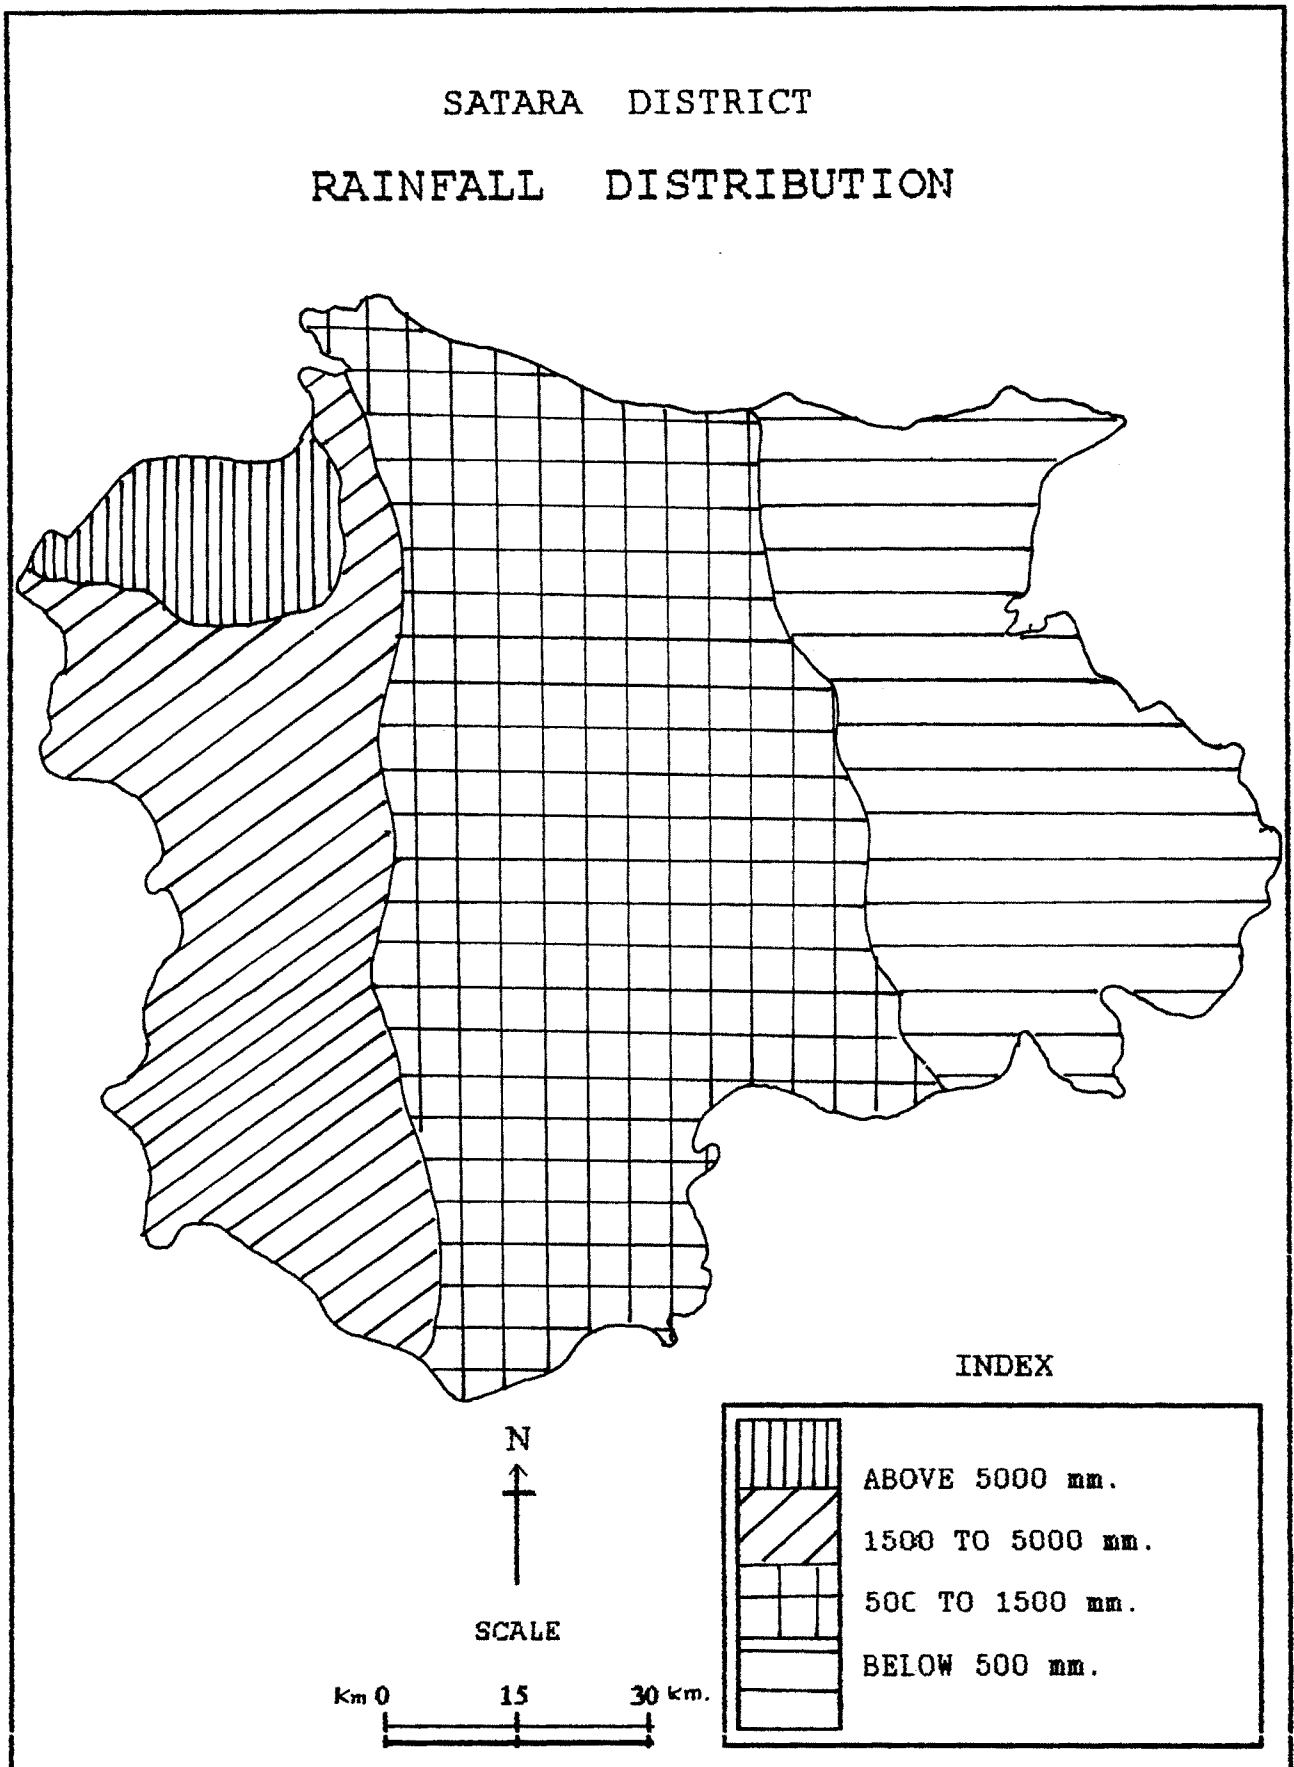 SATARA DISTRICT
RAINFALL DISTRIBUTION
INDEX
N
ABOVE 5000 mm.
1500 TO 5000 mm.
50C TO 1500 mm.
BELOW 500 mm.
SCALE
Km 0 15 30 km.